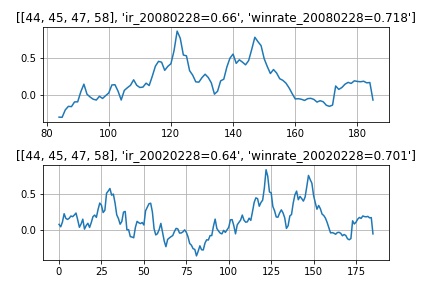 [[44, 45, 47, 58], 'ir_20080228=0.66', 'winrate_20080228=0.718']
0.5
0.0
80 100 120 140 160 180
[[44, 45, 47, 58], 'ir_20020228=0.64', 'winrate_20020228=0.701']
0.5
0.0
0 25 50 75 100 125 150 175